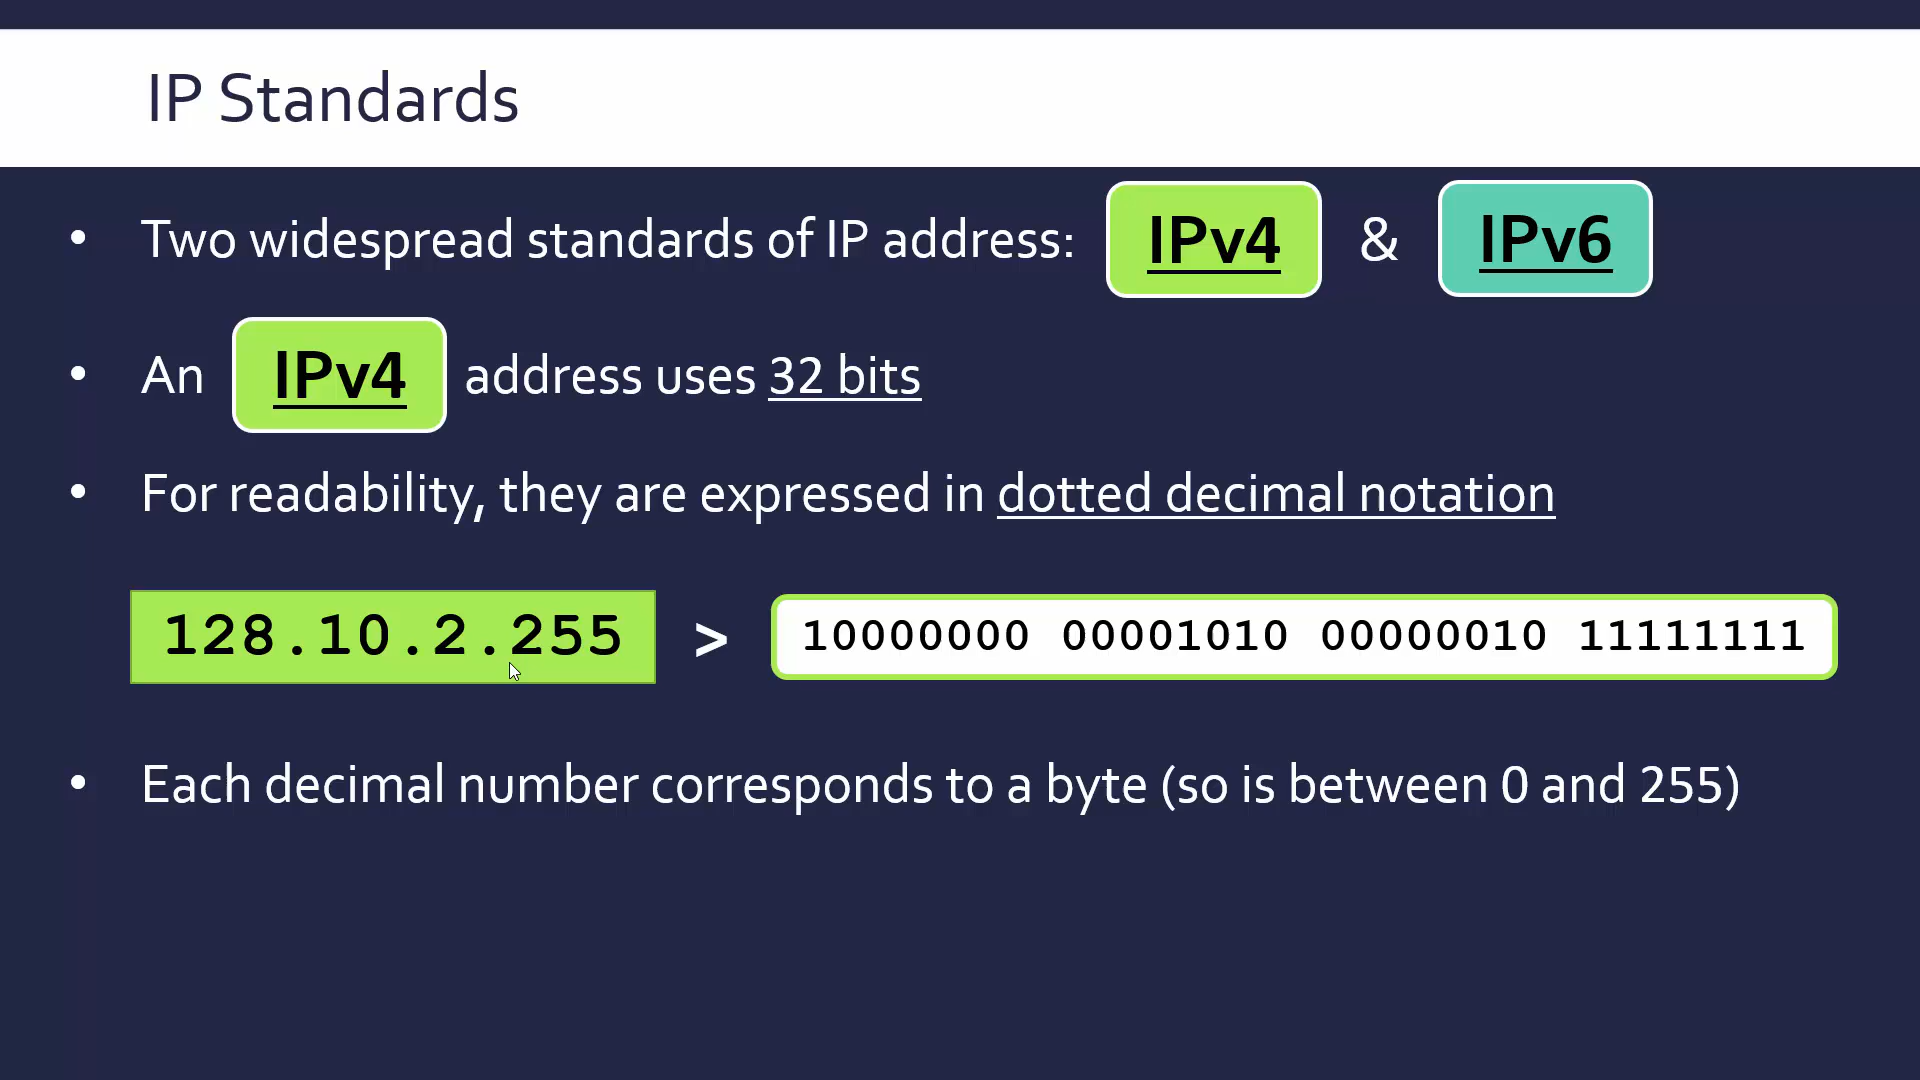 IP Standards
• Two widespread standards of IP address: IPv4 & IPv6
• An IPv4 address uses 32 bits
• For readability, they are expressed in dotted decimal notation
128.10.2.255 > 10000000 00001010 00000010 11111111
• Each decimal number corresponds to a byte (so is between 0 and 255)